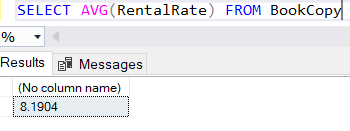 SELECT AVG(RentalRate) FROM BookCopy
%
Results Messages
(No column name)
8.1904